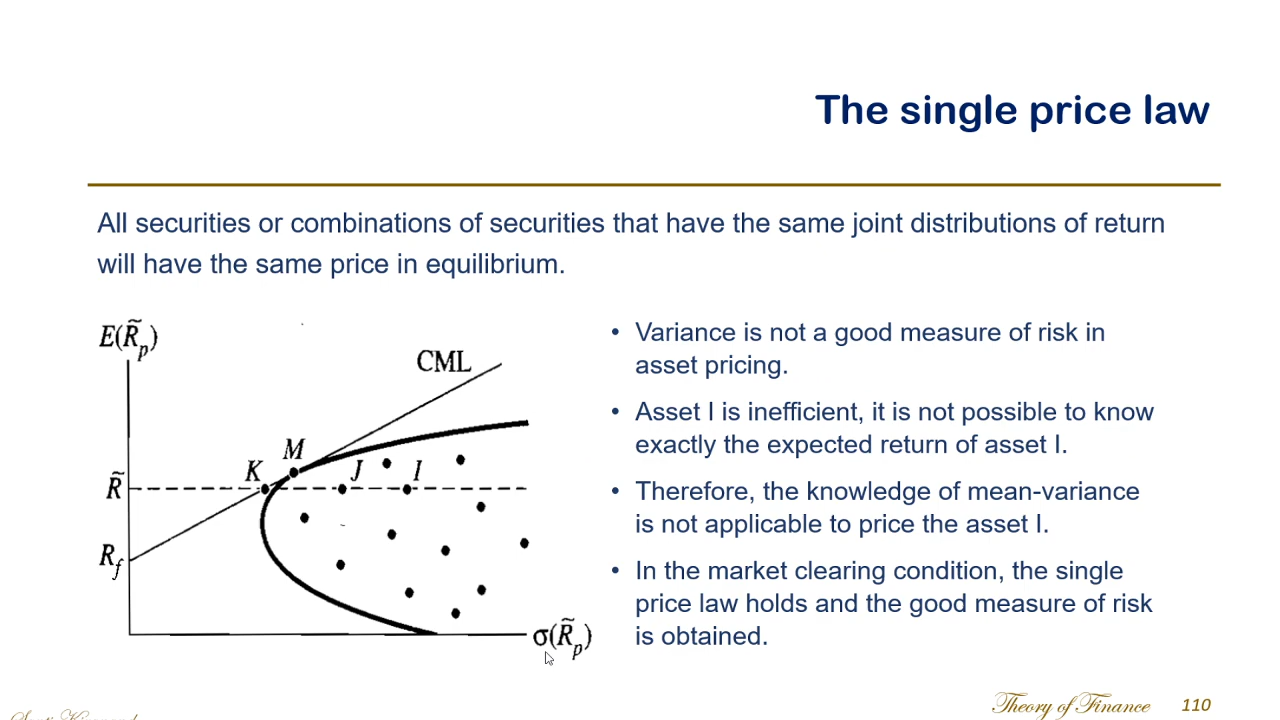 The single price law
All securities or combinations of securities that have the same joint distributions of return
will have the same price in equilibrium.
E(R̃p)
CML
M
K
J
I
R̃
Rf
σ(R̃p)
• Variance is not a good measure of risk in
asset pricing.
• Asset I is inefficient, it is not possible to know
exactly the expected return of asset I.
• Therefore, the knowledge of mean-variance
is not applicable to price the asset I.
• In the market clearing condition, the single
price law holds and the good measure of risk
is obtained.
Theory of Finance 110